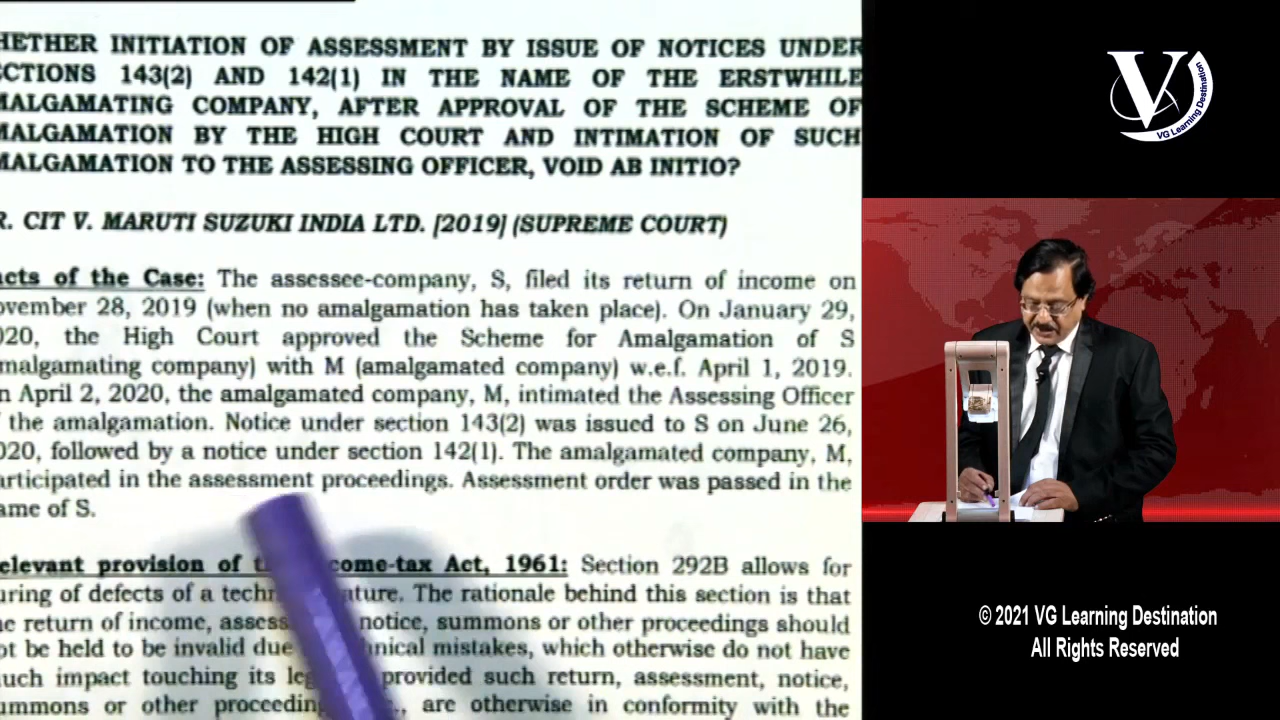 HETHER INITIATION OF ASSESSMENT BY ISSUE OF NOTICES UNDER
ECTIONS 143(2) AND 142(1) IN THE NAME OF THE ERSTWHILE
MALGAMATING COMPANY, AFTER APPROVAL OF THE SCHEME OF
MALGAMATION BY THE HIGH COURT AND INTIMATION OF SUCH
MALGAMATION TO THE ASSESSING OFFICER, VOID AB INITIO?
R. CIT V. MARUTI SUZUKI INDIA LTD. [2019] (SUPREME COURT)
acts of the Case: The assessee-company, S, filed its return of income on
ovember 28, 2019 (when no amalgamation has taken place). On January 29,
020, the High Court approved the Scheme for Amalgamation of S
malgamating company) with M (amalgamated company) w.e.f. April 1, 2019.
n April 2, 2020, the amalgamated company, M, intimated the Assessing Officer
f the amalgamation. Notice under section 143(2) was issued to S on June 26,
020, followed by a notice under section 142(1). The amalgamated company, M,
articipated in the assessment proceedings. Assessment order was passed in the
ame of S.
elevant provision of t come-tax Act, 1961: Section 292B allows for
uring of defects of a techn ature. The rationale behind this section is that
he return of income, assess notice, summons or other proceedings should
ot be held to be invalid due nical mistakes, which otherwise do not have
uch impact touching its leg provided such return, assessment, notice,
ummons or other proceeding ., are otherwise in conformity with the
V
VG Learning Destination
© 2021 VG Learning Destination
All Rights Reserved